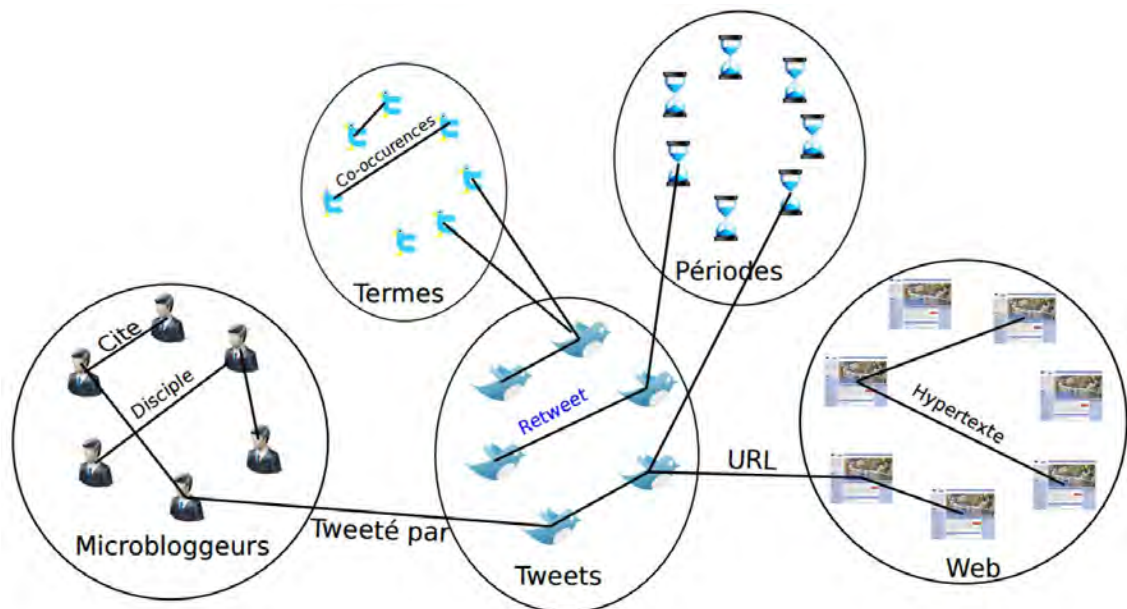 Co-occurences
Termes
Périodes
Cite
Disciple
Microbloggeurs
Tweeté par
Retweet
Tweets
URL
Hypertexte
Web